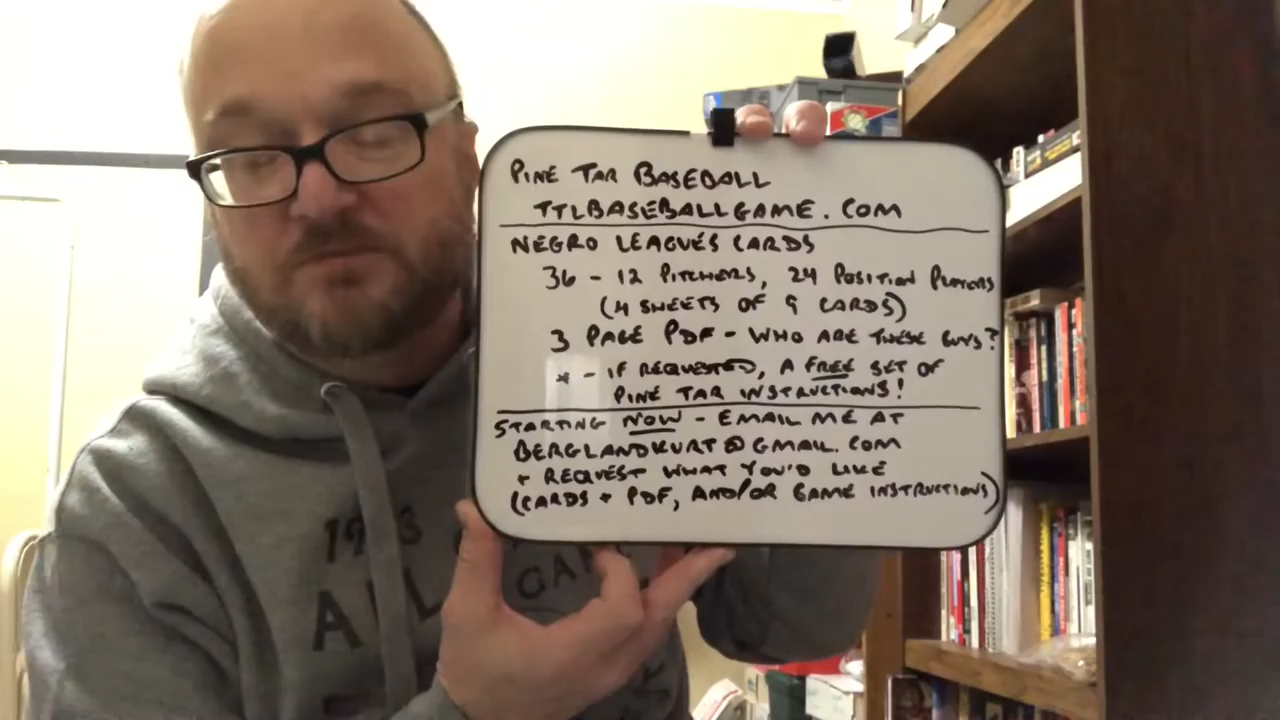 PINE TAR BASEBALL
TTLBASEBALLGAME.COM
NEGRO LEAGUES CARDS
36 - 12 PITCHERS, 24 POSITION PLAYERS
(4 SHEETS OF 9 CARDS)
3 PAGE PDF - WHO ARE THESE GUYS?
* - IF REQUESTED, A FREE SET OF
PINE TAR INSTRUCTIONS!
STARTING NOW - EMAIL ME AT
BERGLANDKURT@GMAIL.COM
+ REQUEST WHAT YOU'D LIKE
(CARDS + PDF, AND/OR GAME INSTRUCTIONS)